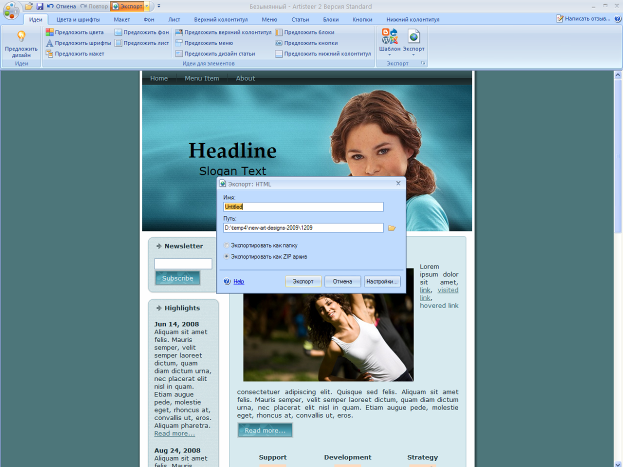 Отмена Повтор Экспорт Безымянный - Artisteer 2 Версия Standard
Идеи Цвета и шрифты Макет Фон Лист Верхний колонтитул Меню Статьи Блоки Кнопки Нижний колонтитул Написать отзыв...
Предложить дизайн
Предложить цвета Предложить фон Предложить верхний колонтитул Предложить блоки
Предложить шрифты Предложить лист Предложить меню Предложить кнопки
Предложить макет Предложить дизайн статьи Предложить нижний колонтитул
Шаблон Экспорт
Идеи Идеи для элементов Экспорт
Home Menu Item About
Headline
Slogan Text
Экспорт: HTML
Имя:
Untitled
Путь:
D:\temp4\new-art-designs-2009\1209
Экспортировать как папку
Экспортировать как ZIP архив
Help Экспорт Отмена Настройки...
Newsletter
Subscribe
Highlights
Jun 14, 2008
Aliquam sit amet
felis. Mauris
semper, velit
semper laoreet
dictum, quam
diam dictum urna,
nec placerat elit
nisl in quam.
Etiam augue
pede, molestie
eget, rhoncus at,
convallis ut, eros.
Aliquam pharetra.
Read more...
Aug 24, 2008
Aliquam sit amet
felis. Mauris
Lorem
ipsum dolor
sit amet,
link, visited
link,
hovered link
consectetuer adipiscing elit. Quisque sed felis. Aliquam sit amet felis.
Mauris semper, velit semper laoreet dictum, quam diam dictum
urna, nec placerat elit nisl in quam. Etiam augue pede, molestie
eget, rhoncus at, convallis ut, eros.
Read more...
Support Development Strategy